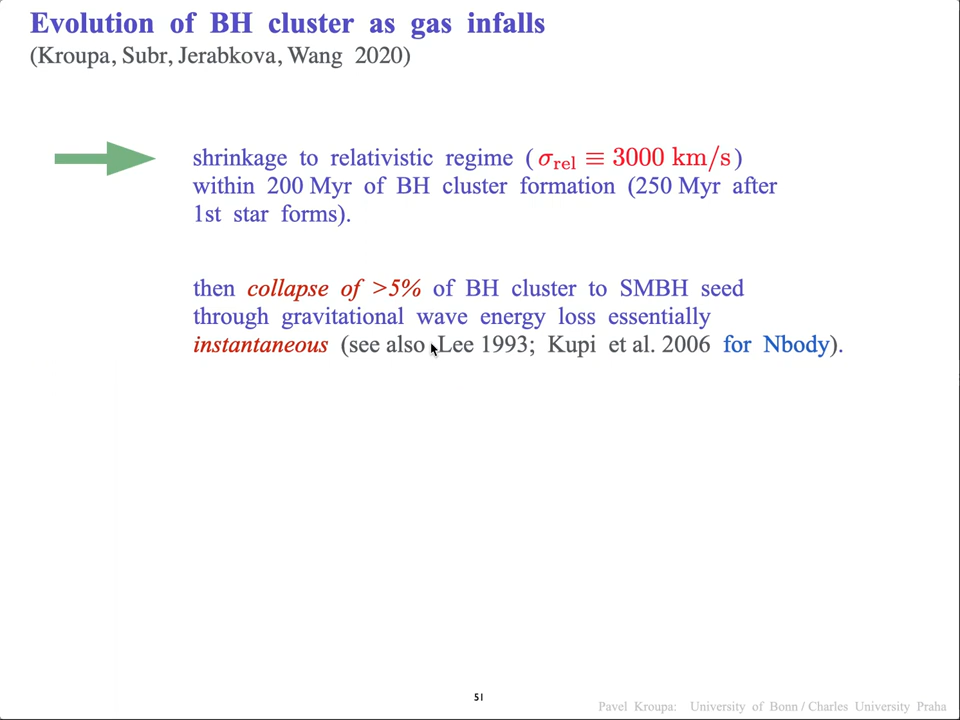 Evolution of BH cluster as gas infalls
(Kroupa, Subr, Jerabkova, Wang 2020)
shrinkage to relativistic regime ( σrel ≡ 3000 km/s )
within 200 Myr of BH cluster formation (250 Myr after
1st star forms).
then collapse of >5% of BH cluster to SMBH seed
through gravitational wave energy loss essentially
instantaneous (see also Lee 1993; Kupi et al. 2006 for Nbody).
51
Pavel Kroupa: University of Bonn / Charles University Praha